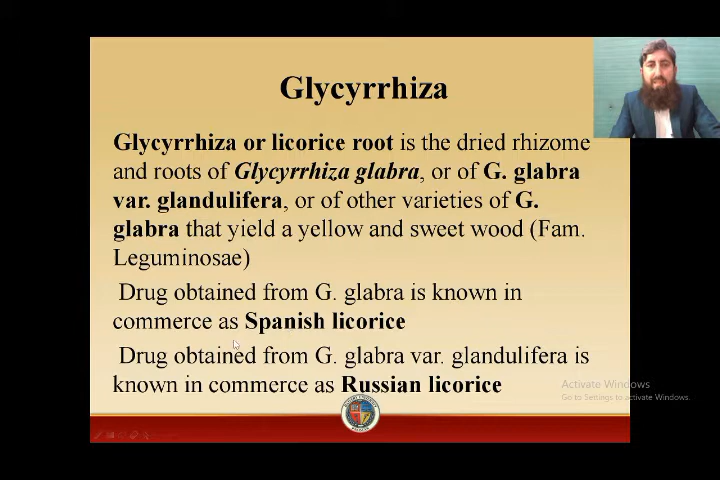 Glycyrrhiza
Glycyrrhiza or licorice root is the dried rhizome
and roots of Glycyrrhiza glabra, or of G. glabra
var. glandulifera, or of other varieties of G.
glabra that yield a yellow and sweet wood (Fam.
Leguminosae)
Drug obtained from G. glabra is known in
commerce as Spanish licorice
Drug obtained from G. glabra var. glandulifera is
known in commerce as Russian licorice
Activate Windows
Go to Settings to activate Windows.